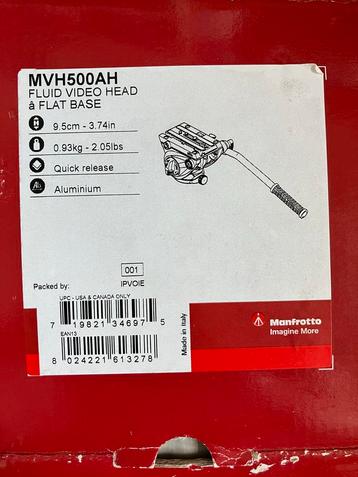 MVH500AH
FLUID VIDEO HEAD
à FLAT BASE
9.5cm - 3.74in
0.93kg - 2.05lbs
Quick release
Aluminium
001
Packed by:
IPVOIE
UPC - USA & CANADA ONLY
7 19821 34697 5
EAN13
8 024221 613278
Made in Italy
Manfrotto
Imagine More